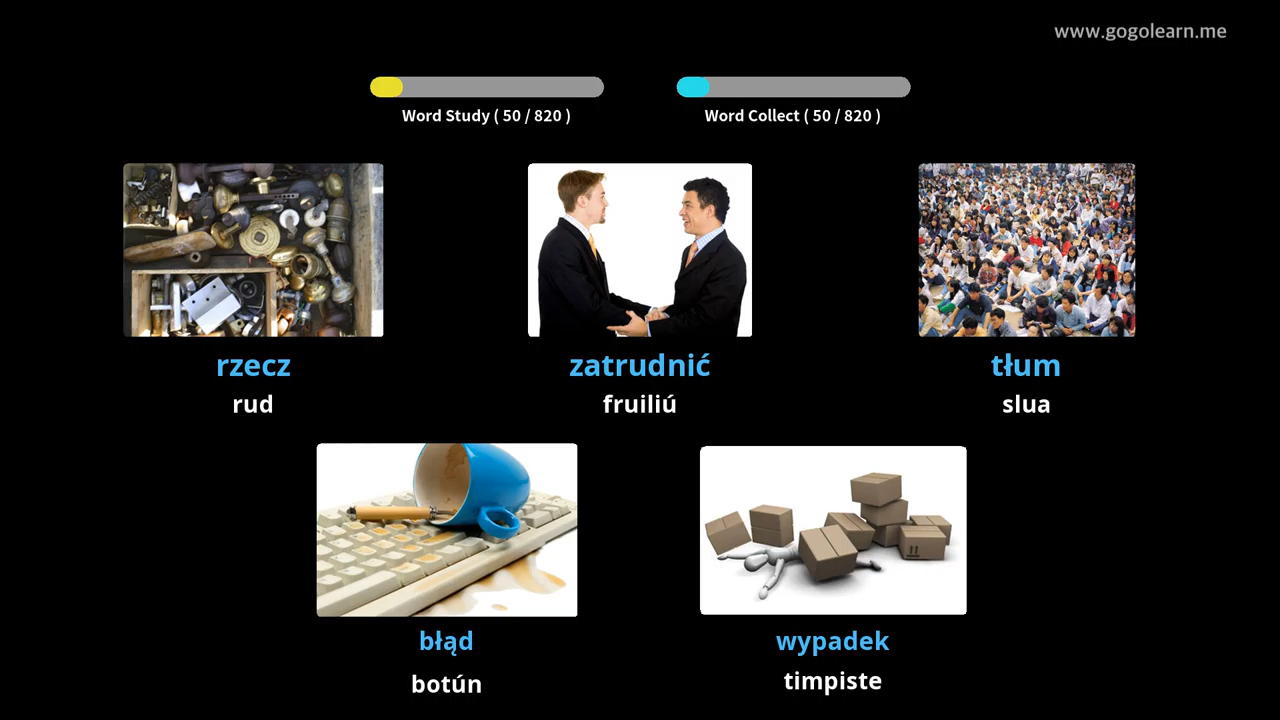 www.gogolearn.me
Word Study ( 50 / 820 )
Word Collect ( 50 / 820 )
rzecz
rud
zatrudnić
fruiliú
tłum
slua
błąd
botún
wypadek
timpiste